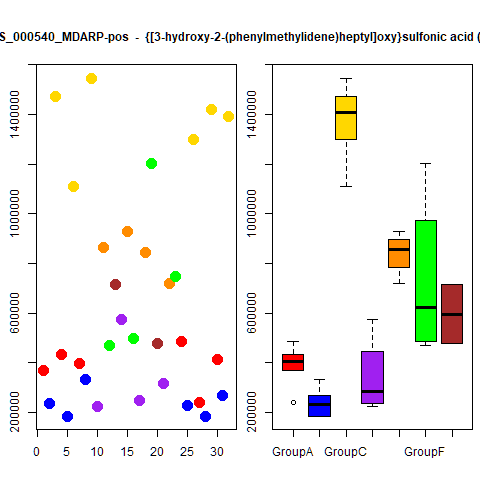 S_000540_MDARP-pos - {[3-hydroxy-2-(phenylmethylidene)heptyl]oxy}sulfonic acid (
200000 600000 1000000 1400000
0 5 10 15 20 25 30
200000 600000 1000000 1400000
GroupA GroupC GroupF